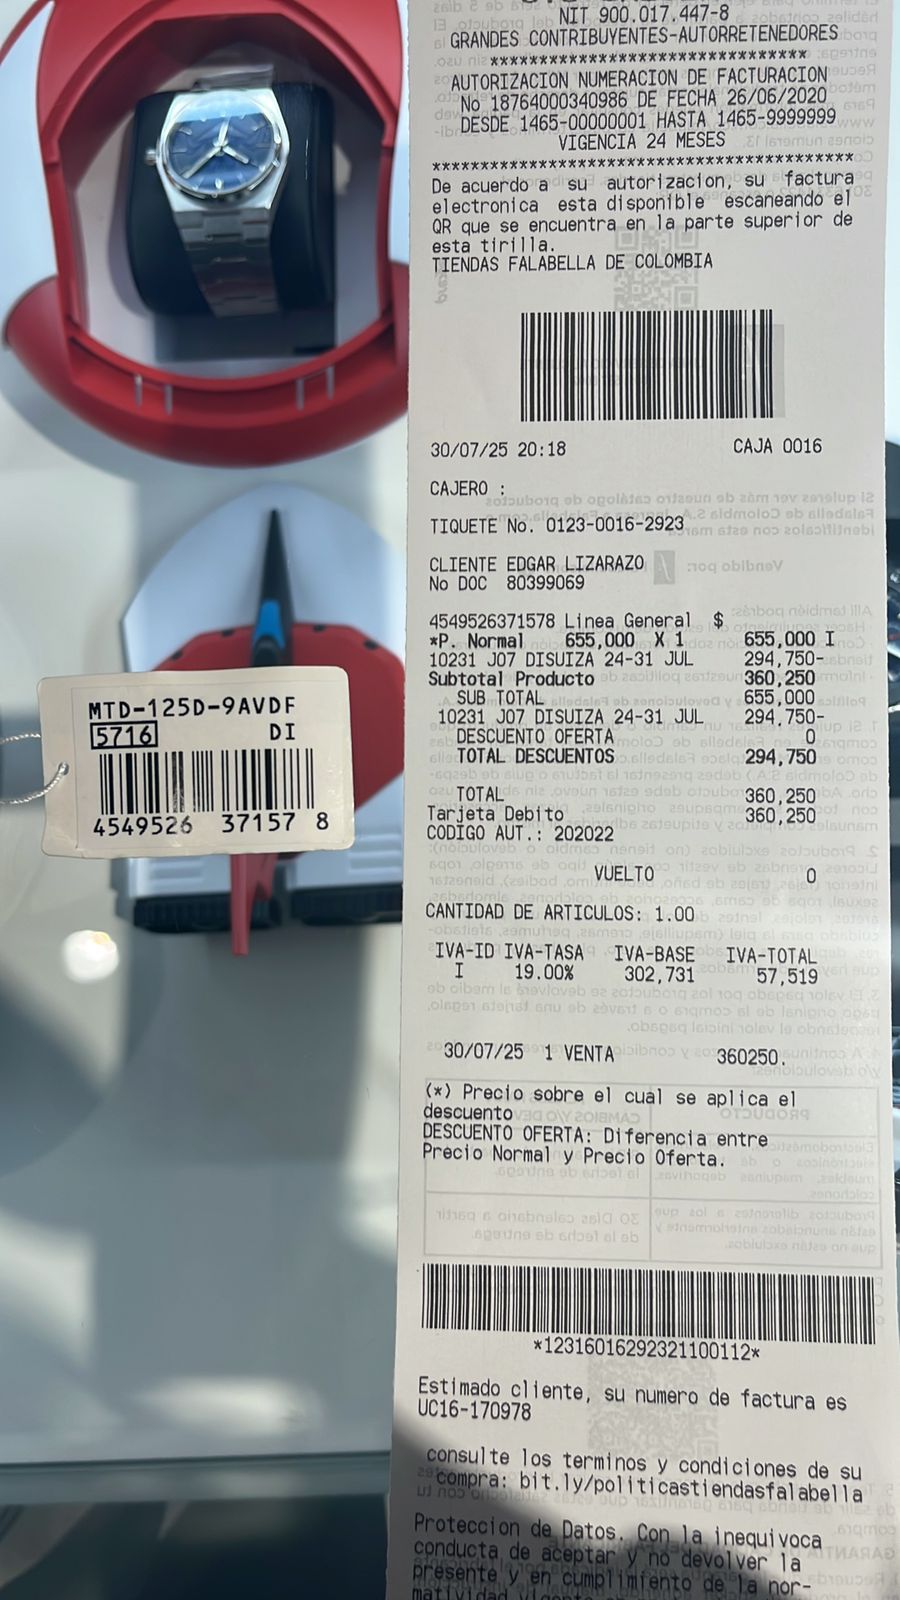 NIT 900.017.447-8
GRANDES CONTRIBUYENTES-AUTORRETENEDORES
*******************************
AUTORIZACION NUMERACION DE FACTURACION
No 18764000340986 DE FECHA 26/06/2020
DESDE 1465-00000001 HASTA 1465-9999999
VIGENCIA 24 MESES
******************************************
De acuerdo a su autorizacion, su factura
electronica esta disponible escaneando el
QR que se encuentra en la parte superior de
esta tirilla.
TIENDAS FALABELLA DE COLOMBIA
30/07/25 20:18 CAJA 0016
CAJERO :
TIQUETE No. 0123-0016-2923
CLIENTE EDGAR LIZARAZO
No DOC 80399069
4549526371578 Linea General $
*P. Normal 655,000 X 1 655,000 I
10231 J07 DISUIZA 24-31 JUL 294,750-
Subtotal Producto 360,250
SUB TOTAL 655,000
10231 J07 DISUIZA 24-31 JUL 294,750-
DESCUENTO OFERTA 0
TOTAL DESCUENTOS 294,750
TOTAL 360,250
Tarjeta Debito 360,250
CODIGO AUT.: 202022
VUELTO 0
CANTIDAD DE ARTICULOS: 1.00
IVA-ID IVA-TASA IVA-BASE IVA-TOTAL
I 19.00% 302,731 57,519
30/07/25 1 VENTA 360250.
(*) Precio sobre el cual se aplica el
descuento
DESCUENTO OFERTA: Diferencia entre
Precio Normal y Precio Oferta.
*12316016292321100112*
Estimado cliente, su numero de factura es
UC16-170978
consulte los terminos y condiciones de su
compra: bit.ly/politicastiendasfalabella
Proteccion de Datos. Con la inequivoca
conducta de aceptar y no devolver la
presente y en cumplimiento de la nor-
matividad vigente
MTD-125D-9AVDF
5716 DI
4549526 37157 8